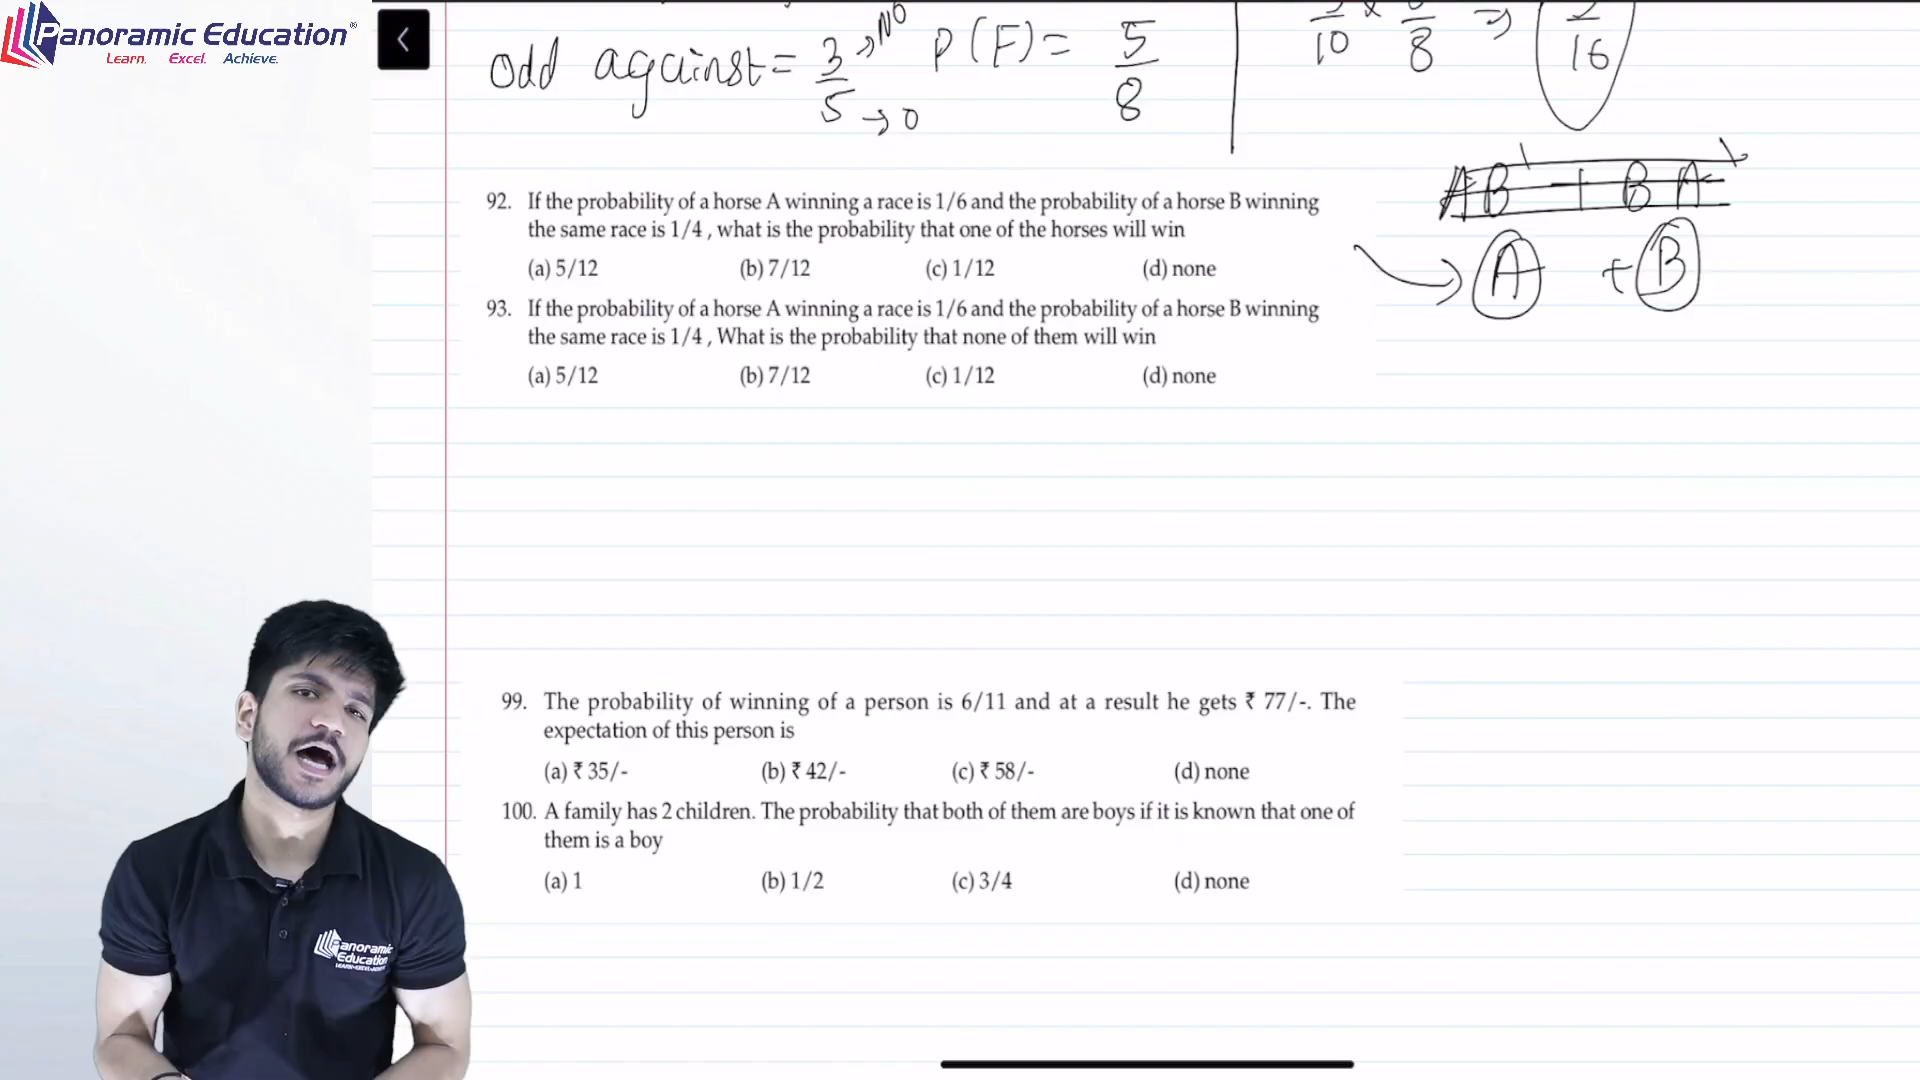 Panoramic Education®
Learn. Excel. Achieve.
odd against = 3/5 → NO → O P(F) = 5/8
10 × 8 ⇒ 16
AB' + BA'
→ A + B
92. If the probability of a horse A winning a race is 1/6 and the probability of a horse B winning
the same race is 1/4 , what is the probability that one of the horses will win
(a) 5/12 (b) 7/12 (c) 1/12 (d) none
93. If the probability of a horse A winning a race is 1/6 and the probability of a horse B winning
the same race is 1/4 , What is the probability that none of them will win
(a) 5/12 (b) 7/12 (c) 1/12 (d) none
99. The probability of winning of a person is 6/11 and at a result he gets ₹ 77/-. The
expectation of this person is
(a) ₹ 35/- (b) ₹ 42/- (c) ₹ 58/- (d) none
100. A family has 2 children. The probability that both of them are boys if it is known that one of
them is a boy
(a) 1 (b) 1/2 (c) 3/4 (d) none
Panoramic
Education
LEARN•EXCEL•ACHIEVE